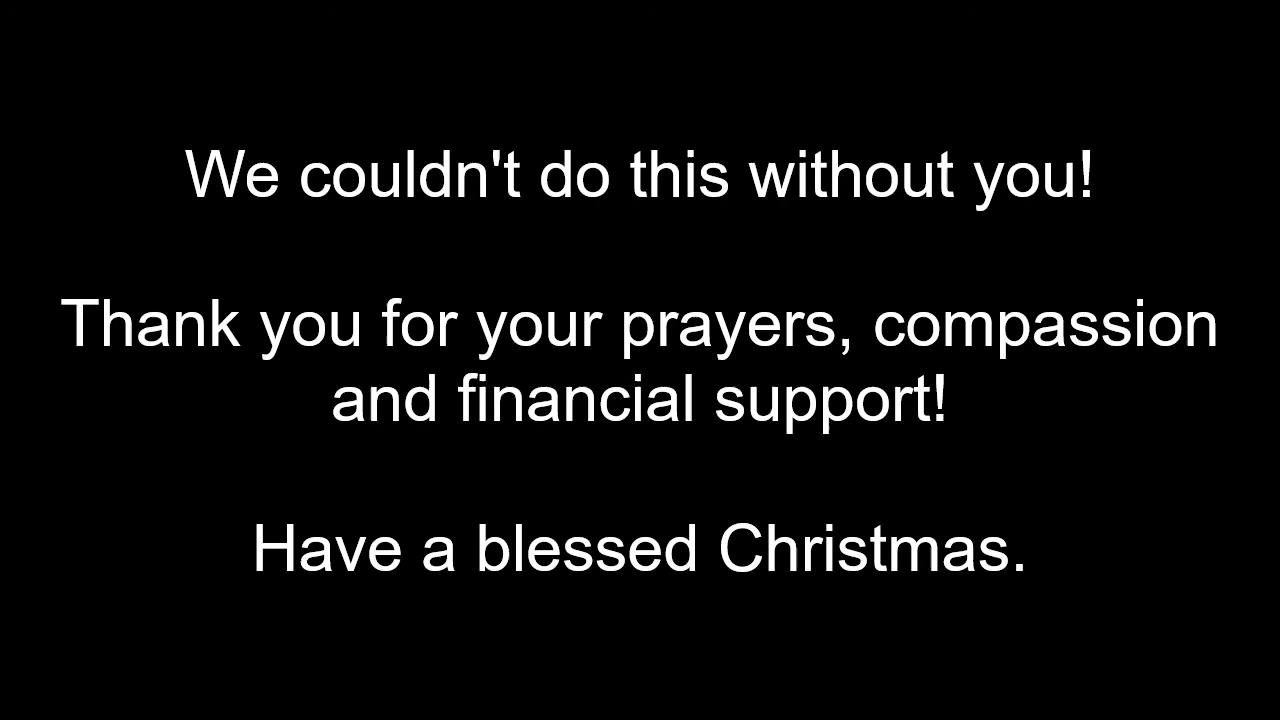 We couldn't do this without you!
Thank you for your prayers, compassion
and financial support!
Have a blessed Christmas.